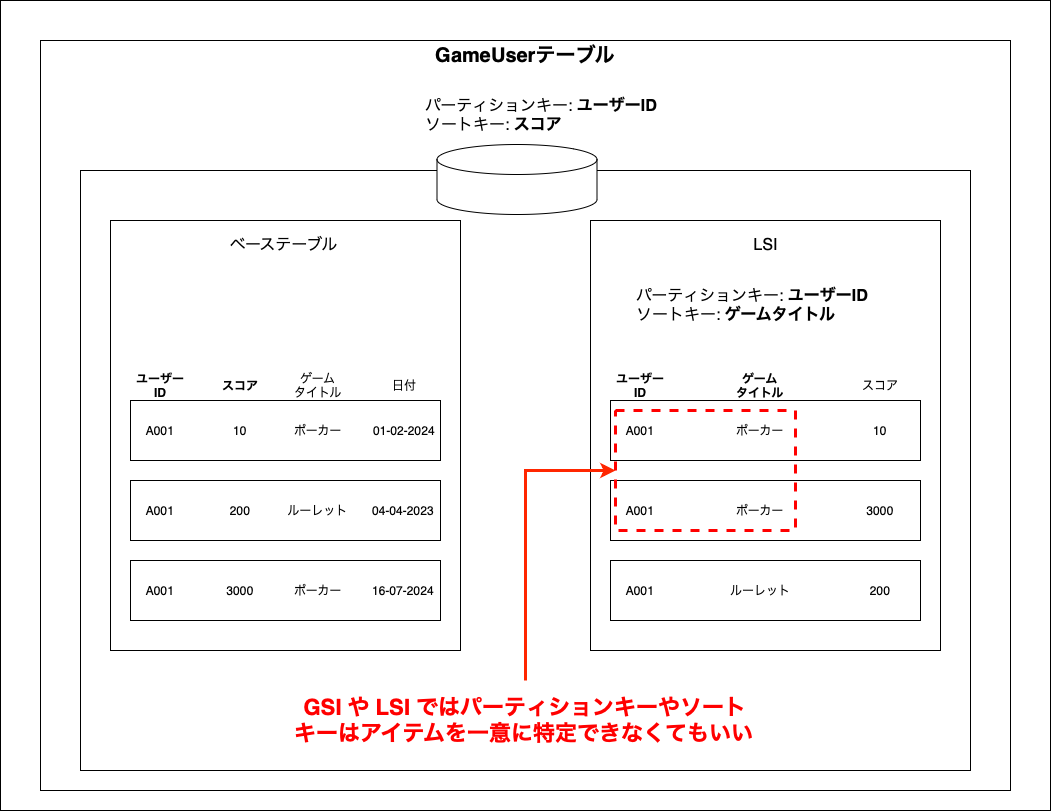 GameUserテーブル
パーティションキー: ユーザーID
ソートキー: スコア
ベーステーブル
ユーザー
ID
スコア
ゲーム
タイトル
日付
A001 10 ポーカー 01-02-2024
A001 200 ルーレット 04-04-2023
A001 3000 ポーカー 16-07-2024
LSI
パーティションキー: ユーザーID
ソートキー: ゲームタイトル
ユーザー
ID
ゲーム
タイトル
スコア
A001 ポーカー 10
A001 ポーカー 3000
A001 ルーレット 200
GSI や LSI ではパーティションキーやソート
キーはアイテムを一意に特定できなくてもいい